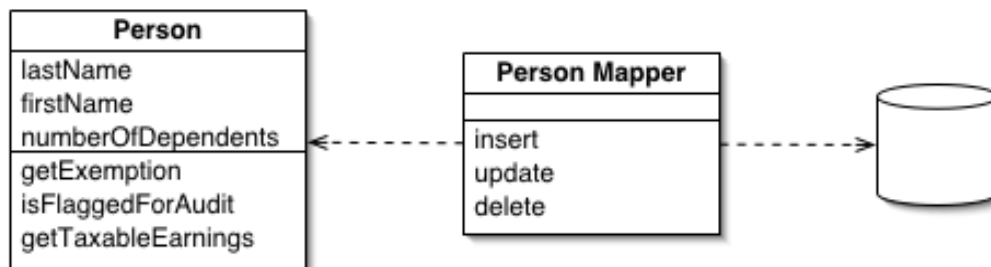 Person
lastName
firstName
numberOfDependents
getExemption
isFlaggedForAudit
getTaxableEarnings
Person Mapper
insert
update
delete